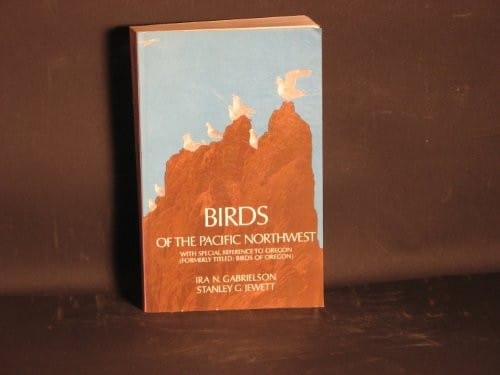 BIRDS
OF THE PACIFIC NORTHWEST
WITH SPECIAL REFERENCE TO OREGON
(FORMERLY TITLED: BIRDS OF OREGON)
IRA N. GABRIELSON
STANLEY G. JEWETT